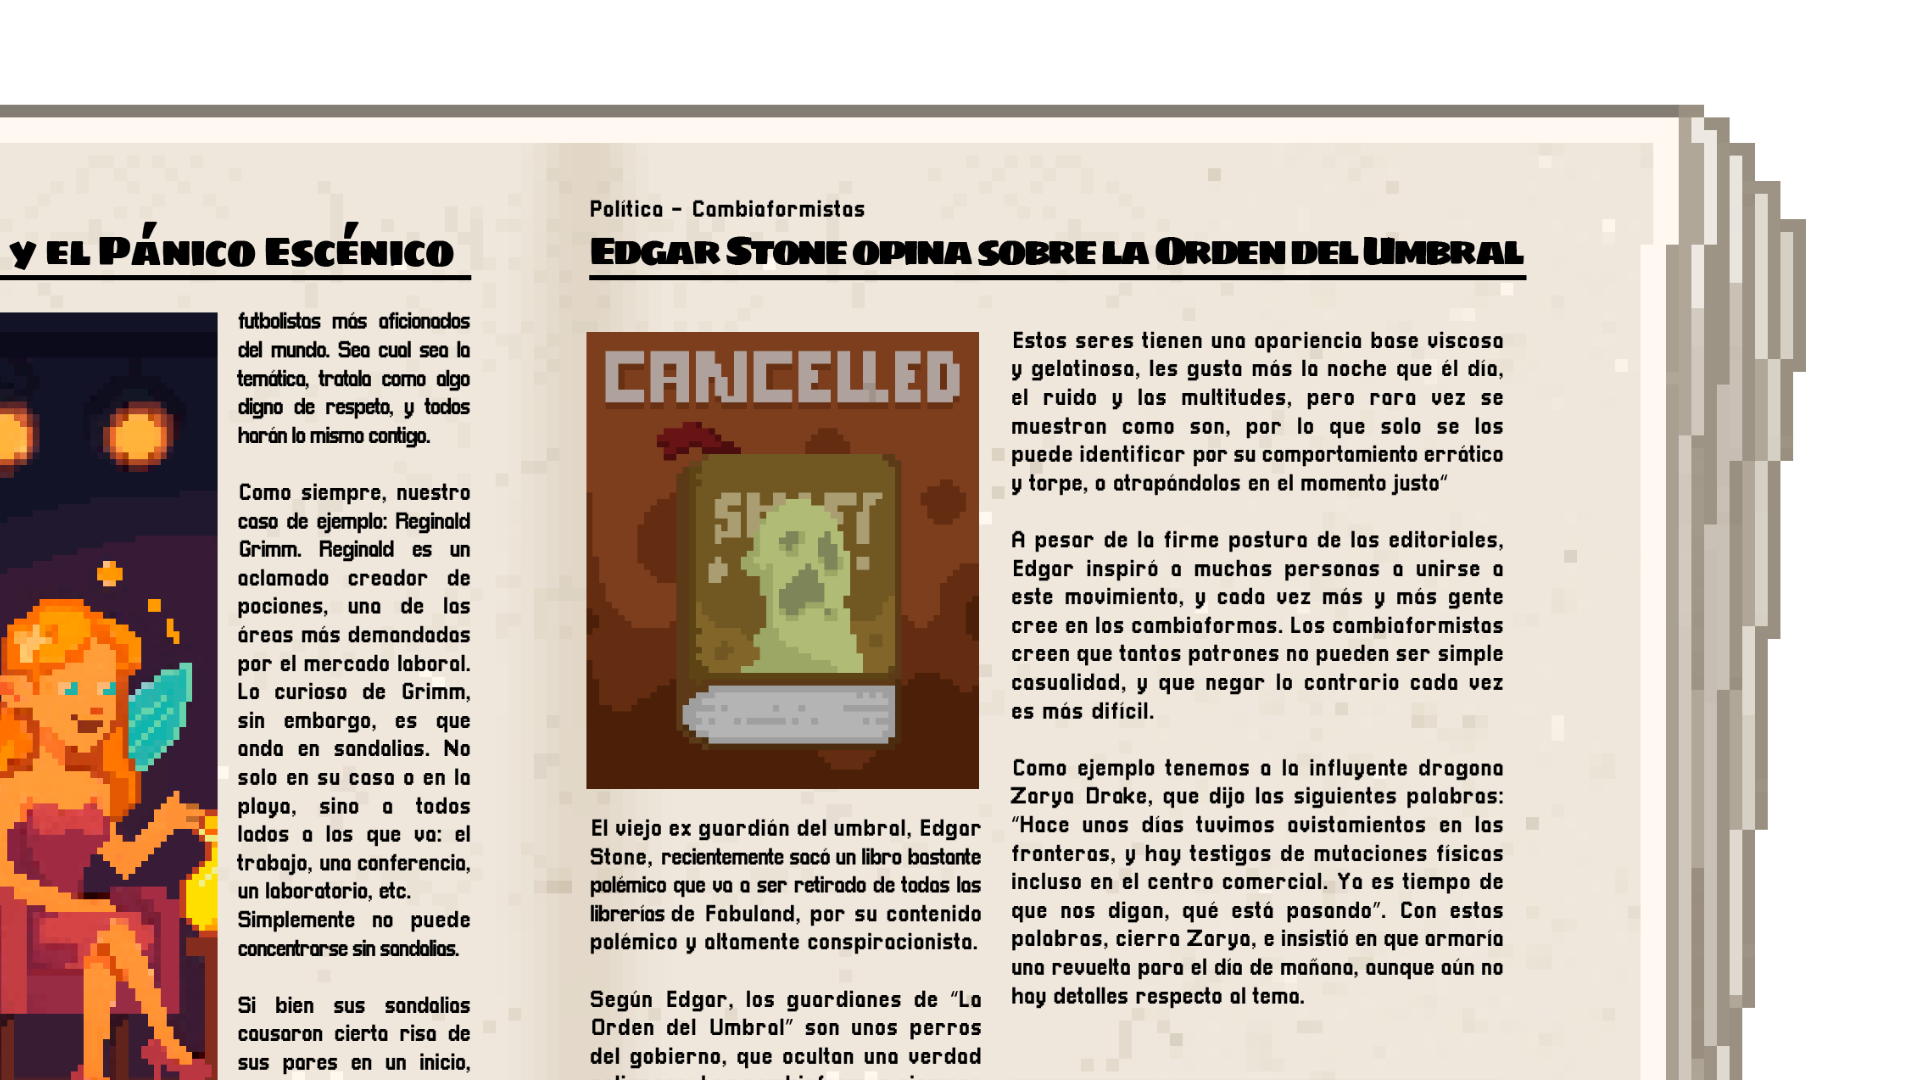 y el Pánico Escénico
futbolistas más aficionados
del mundo. Sea cual sea la
temática, tratala como algo
digno de respeto, y todos
harán lo mismo contigo.
Como siempre, nuestro
caso de ejemplo: Reginald
Grimm. Reginald es un
aclamado creador de
pociones, una de las
áreas más demandadas
por el mercado laboral.
Lo curioso de Grimm,
sin embargo, es que
anda en sandalias. No
solo en su casa o en la
playa, sino a todos
lados a los que va: el
trabajo, una conferencia,
un laboratorio, etc.
Simplemente no puede
concentrarse sin sandalias.
Si bien sus sandalias
causaron cierta risa de
sus pares en un inicio,
Política - Cambiaformistas
Edgar Stone opina sobre la Orden del Umbral
CANCELLED
El viejo ex guardián del umbral, Edgar
Stone, recientemente sacó un libro bastante
polémico que va a ser retirado de todas las
librerías de Fabuland, por su contenido
polémico y altamente conspiracionista.
Según Edgar, los guardianes de "La
Orden del Umbral" son unos perros
del gobierno, que ocultan una verdad
Estos seres tienen una apariencia base viscosa
y gelatinosa, les gusta más la noche que él día,
el ruido y las multitudes, pero rara vez se
muestran como son, por lo que solo se los
puede identificar por su comportamiento errático
y torpe, o atrapándolos en el momento justo"
A pesar de la firme postura de las editoriales,
Edgar inspiró a muchas personas a unirse a
este movimiento, y cada vez más y más gente
cree en los cambiaformas. Los cambiaformistas
creen que tantos patrones no pueden ser simple
casualidad, y que negar lo contrario cada vez
es más difícil.
Como ejemplo tenemos a la influyente dragona
Zarya Drake, que dijo las siguientes palabras:
"Hace unos días tuvimos avistamientos en las
fronteras, y hay testigos de mutaciones físicas
incluso en el centro comercial. Ya es tiempo de
que nos digan, qué está pasando". Con estas
palabras, cierra Zarya, e insistió en que armaría
una revuelta para el día de mañana, aunque aún no
hay detalles respecto al tema.